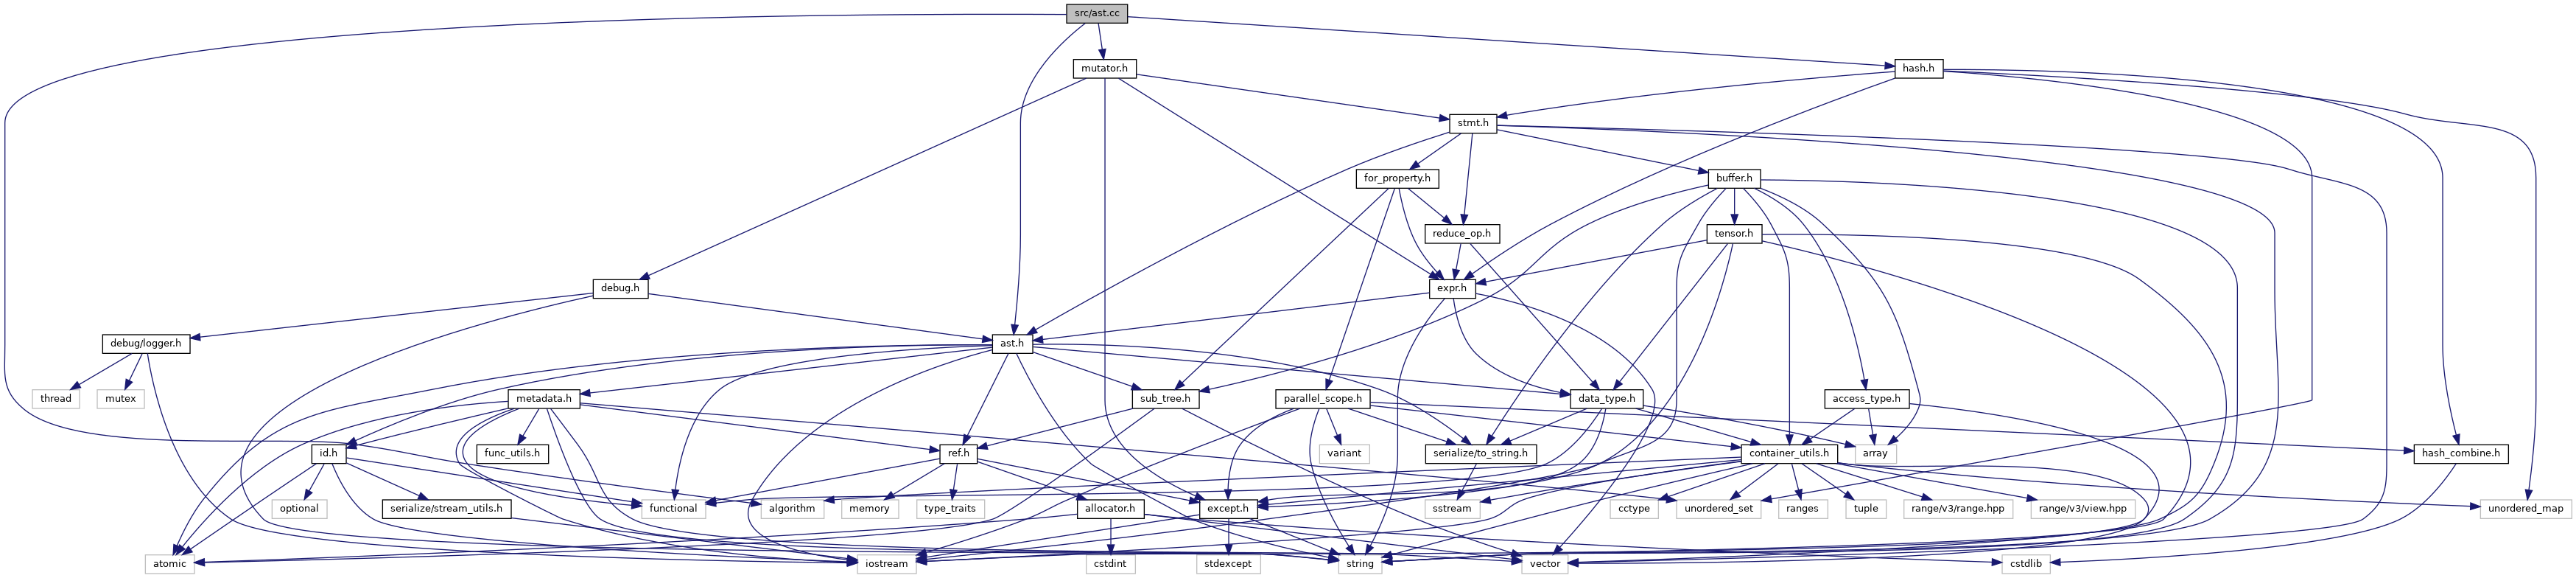 src/ast.cc
mutator.h
hash.h
stmt.h
for_property.h
buffer.h
reduce_op.h
tensor.h
debug.h
expr.h
debug/logger.h
ast.h
thread
mutex
metadata.h
sub_tree.h
parallel_scope.h
data_type.h
access_type.h
id.h
func_utils.h
ref.h
variant
serialize/to_string.h
container_utils.h
array
hash_combine.h
optional
serialize/stream_utils.h
functional
algorithm
memory
type_traits
allocator.h
except.h
sstream
cctype
unordered_set
ranges
tuple
range/v3/range.hpp
range/v3/view.hpp
unordered_map
atomic
iostream
cstdint
stdexcept
string
vector
cstdlib